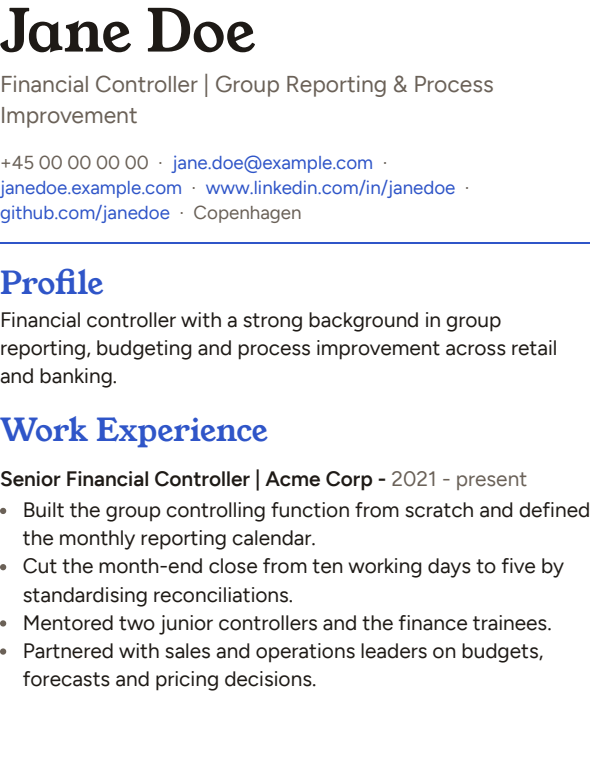 Jane Doe
Financial Controller | Group Reporting & Process
Improvement
+45 00 00 00 00 · jane.doe@example.com ·
janedoe.example.com · www.linkedin.com/in/janedoe ·
github.com/janedoe · Copenhagen
Profile
Financial controller with a strong background in group
reporting, budgeting and process improvement across retail
and banking.
Work Experience
Senior Financial Controller | Acme Corp - 2021 - present
• Built the group controlling function from scratch and defined
the monthly reporting calendar.
• Cut the month-end close from ten working days to five by
standardising reconciliations.
• Mentored two junior controllers and the finance trainees.
• Partnered with sales and operations leaders on budgets,
forecasts and pricing decisions.